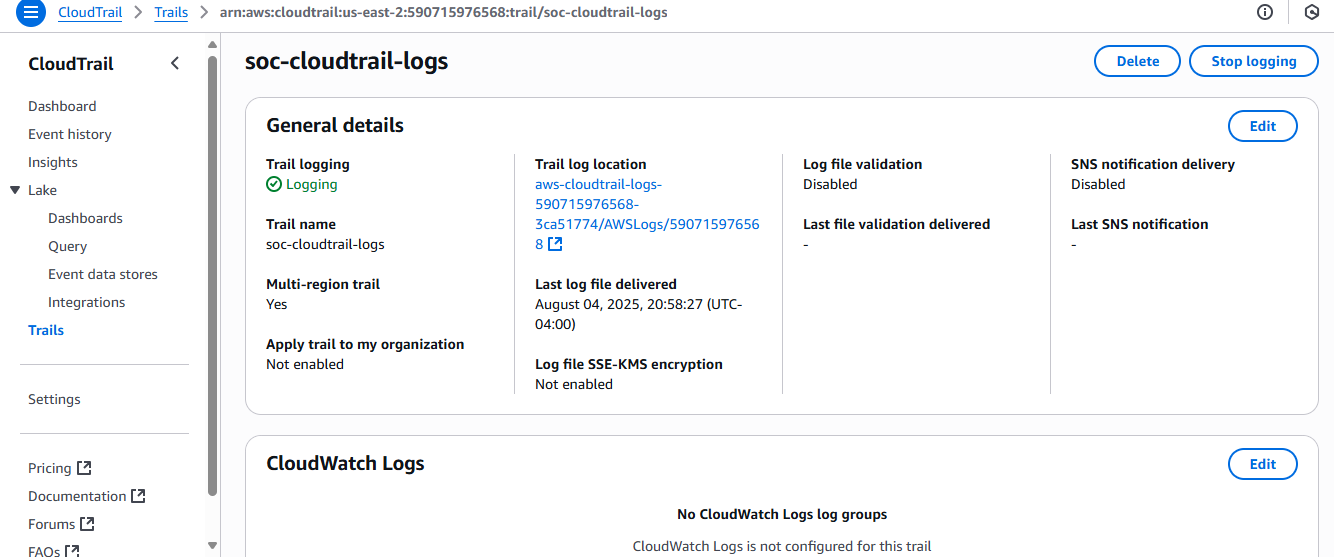 CloudTrail > Trails > arn:aws:cloudtrail:us-east-2:590715976568:trail/soc-cloudtrail-logs
CloudTrail
Dashboard
Event history
Insights
Lake
Dashboards
Query
Event data stores
Integrations
Trails
Settings
Pricing
Documentation
Forums
FAQs
soc-cloudtrail-logs
Delete
Stop logging
General details
Edit
Trail logging
Logging
Trail name
soc-cloudtrail-logs
Multi-region trail
Yes
Apply trail to my organization
Not enabled
Trail log location
aws-cloudtrail-logs-
590715976568-
3ca51774/AWSLogs/59071597656
8
Last log file delivered
August 04, 2025, 20:58:27 (UTC-
04:00)
Log file SSE-KMS encryption
Not enabled
Log file validation
Disabled
Last file validation delivered
-
SNS notification delivery
Disabled
Last SNS notification
-
CloudWatch Logs
Edit
No CloudWatch Logs log groups
CloudWatch Logs is not configured for this trail